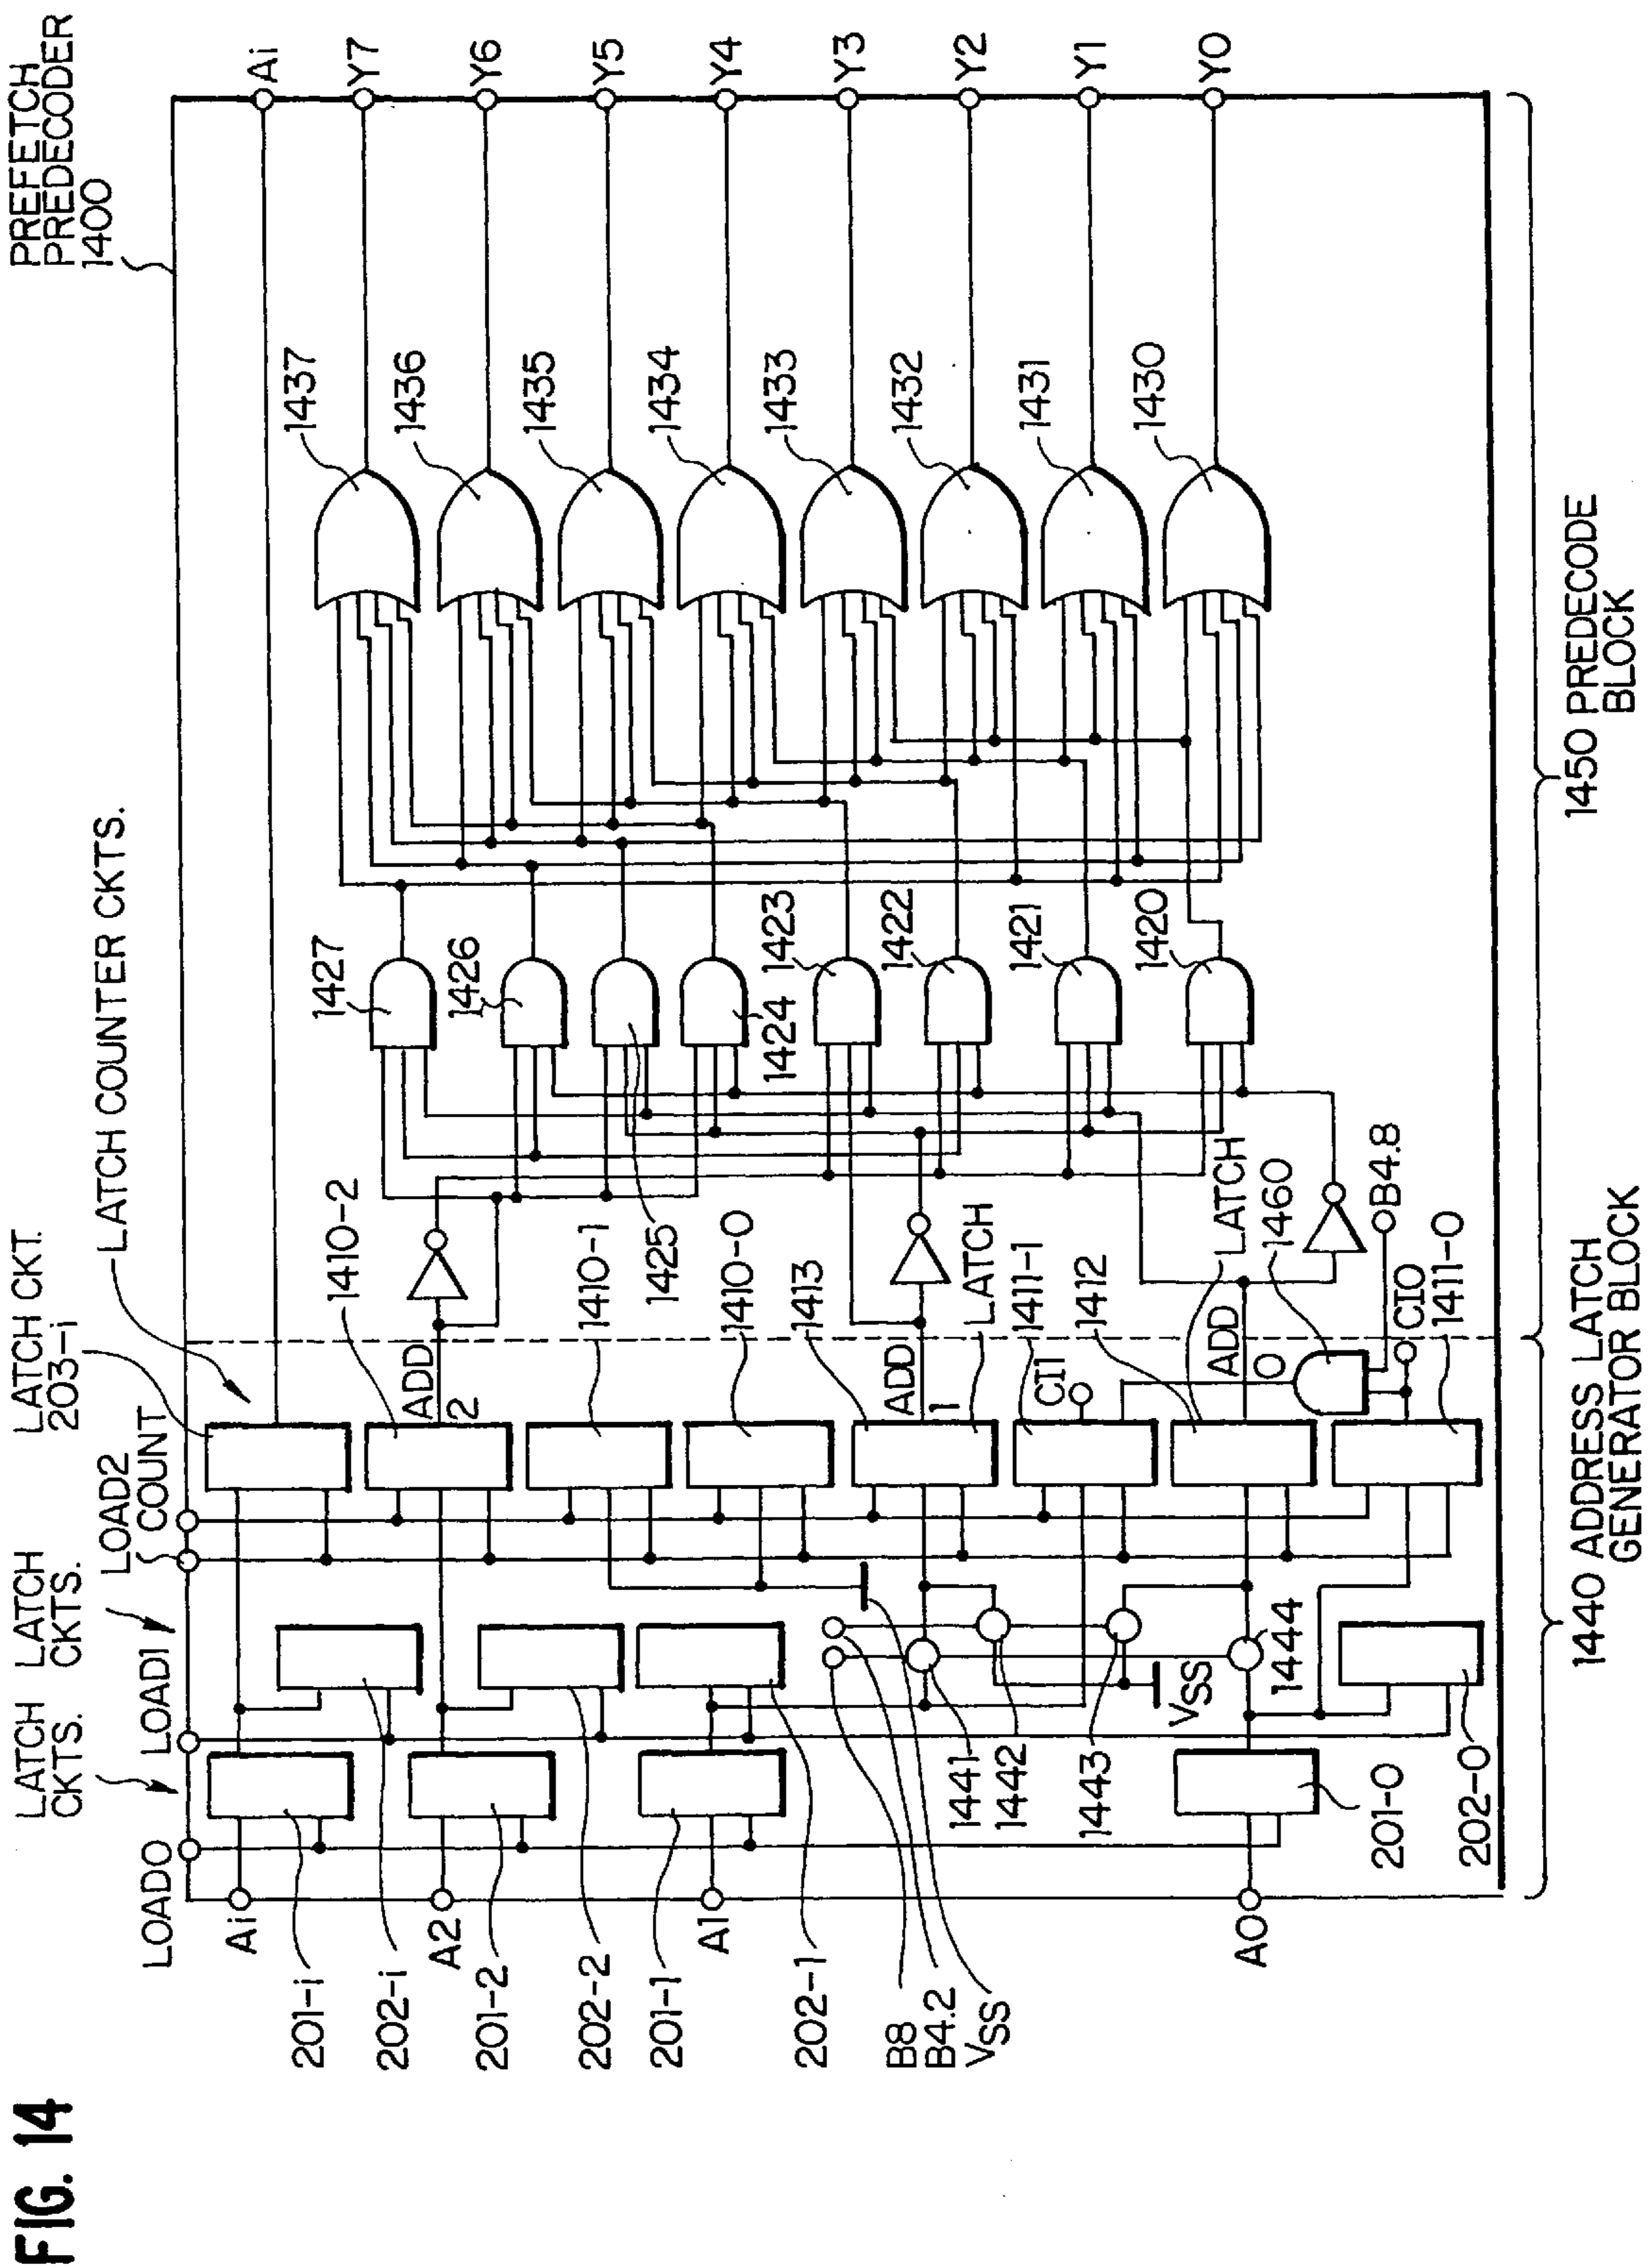 FIG. 14
PREFETCH
PREDECODER
1400
Ai
Y7
Y6
Y5
Y4
Y3
Y2
Y1
Y0
1437
1436
1435
1434
1433
1432
1431
1430
1450 PREDECODE
BLOCK
LATCH COUNTER CKTS.
1427
1426
1425
1424
1423
1422
1421
1420
LATCH CKT.
203-i
1410-2
1410-1
1410-0
1413
LATCH
1411-1
1412
LATCH
1460
B4.8
CI0
1411-0
ADD
2
ADD
1
CI1
ADD
0
LOAD2
COUNT
LATCH
CKTS.
LOAD1
LATCH
CKTS.
LOAD0
Ai
A2
A1
A0
201-i
202-i
201-2
202-2
201-1
202-1
B8
B4.2
VSS
1441
1442
1443
VSS
1444
201-0
202-0
1440 ADDRESS LATCH
GENERATOR BLOCK